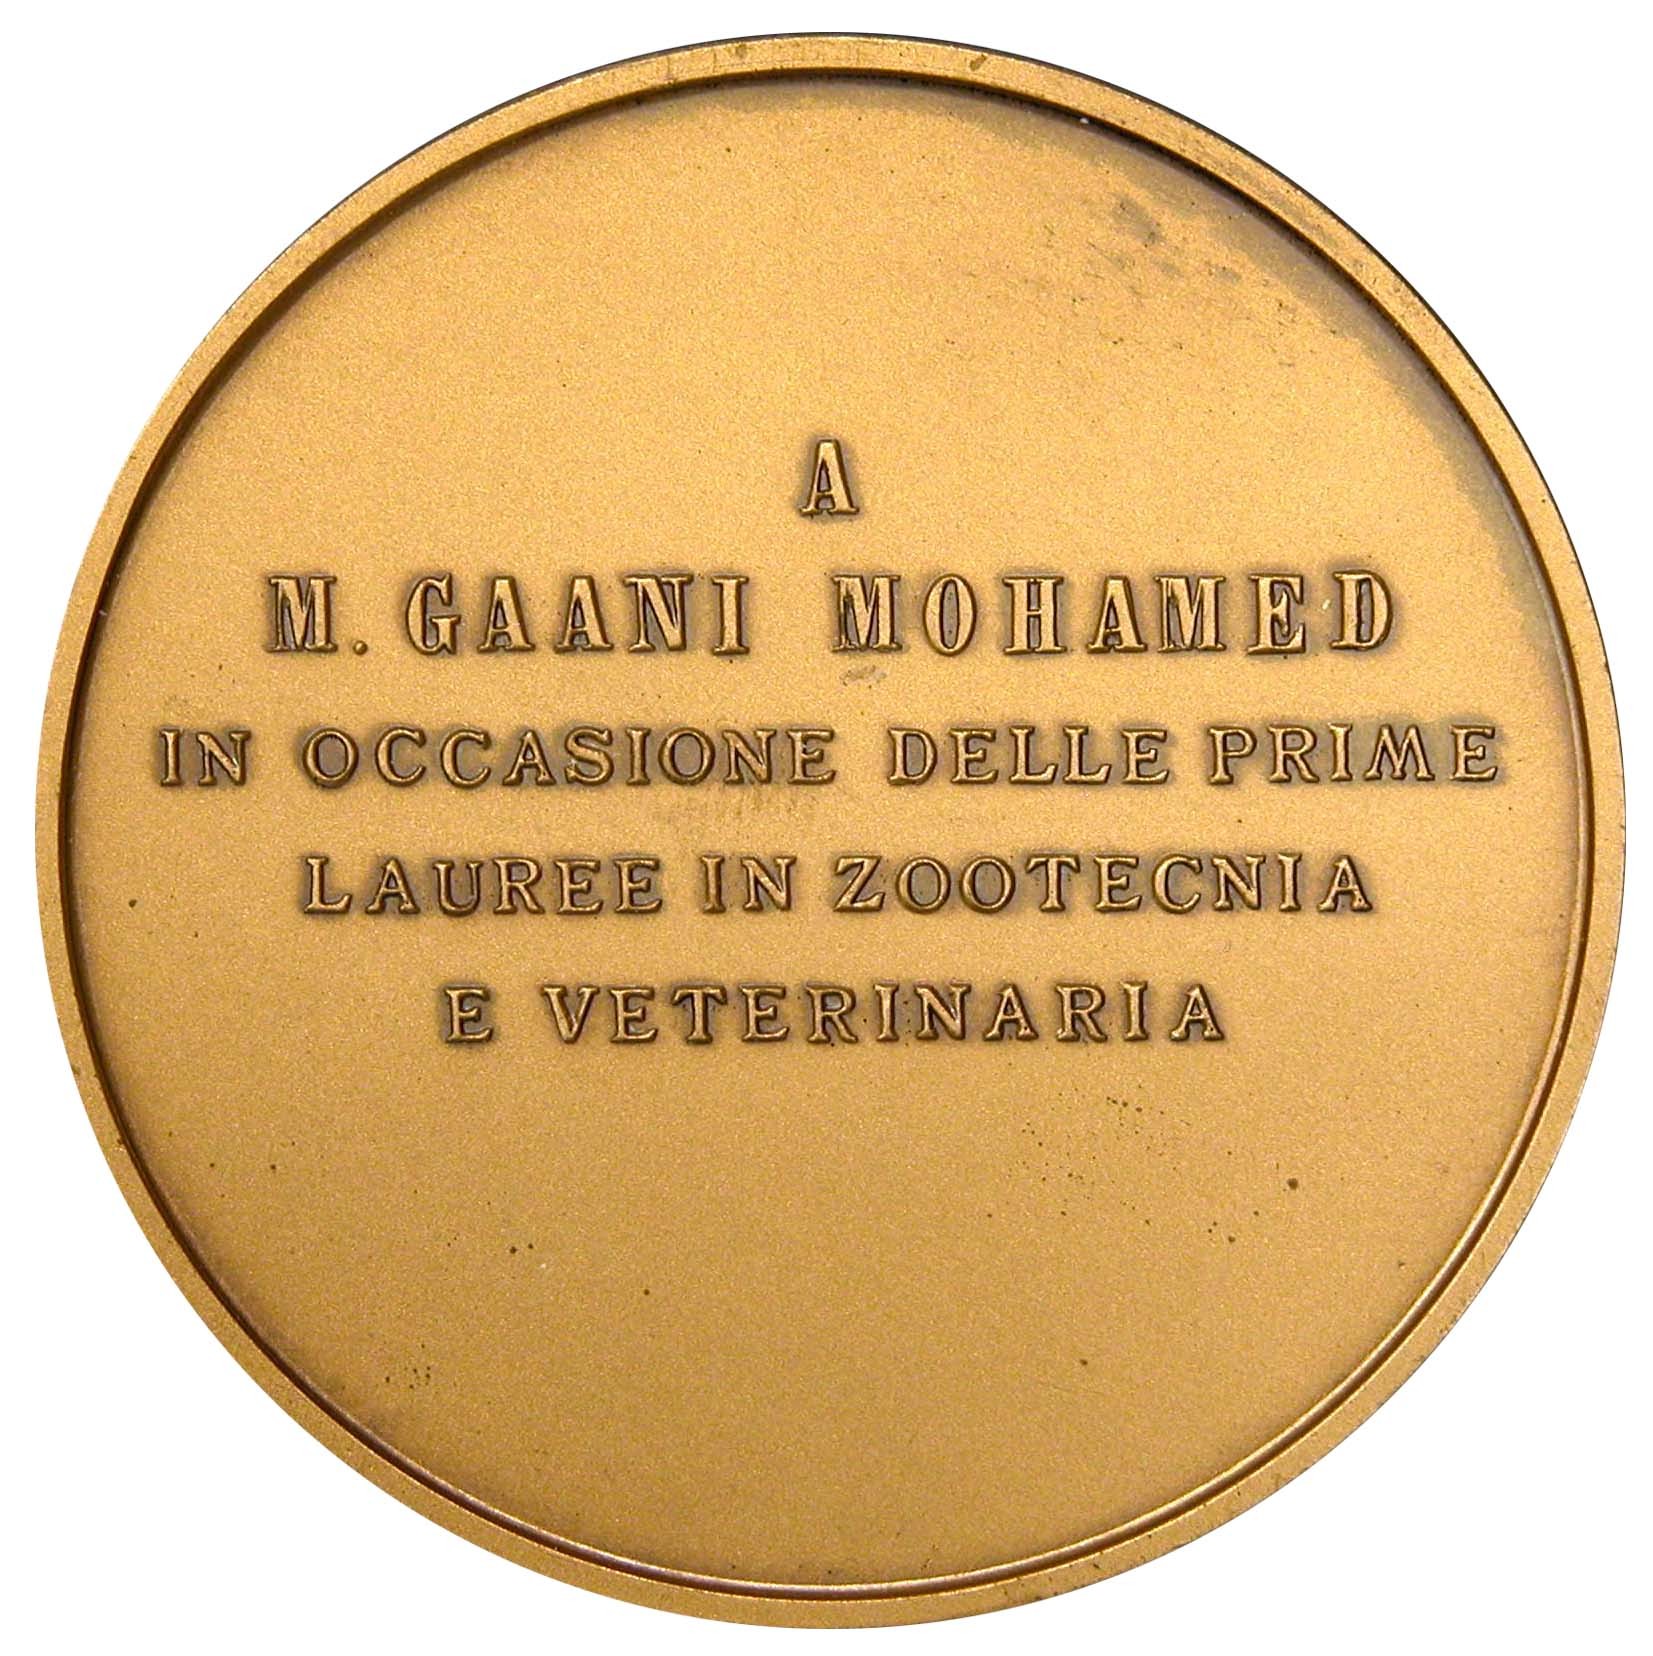 A
M. GAANI MOHAMED
IN OCCASIONE DELLE PRIME
LAUREE IN ZOOTECNIA
E VETERINARIA